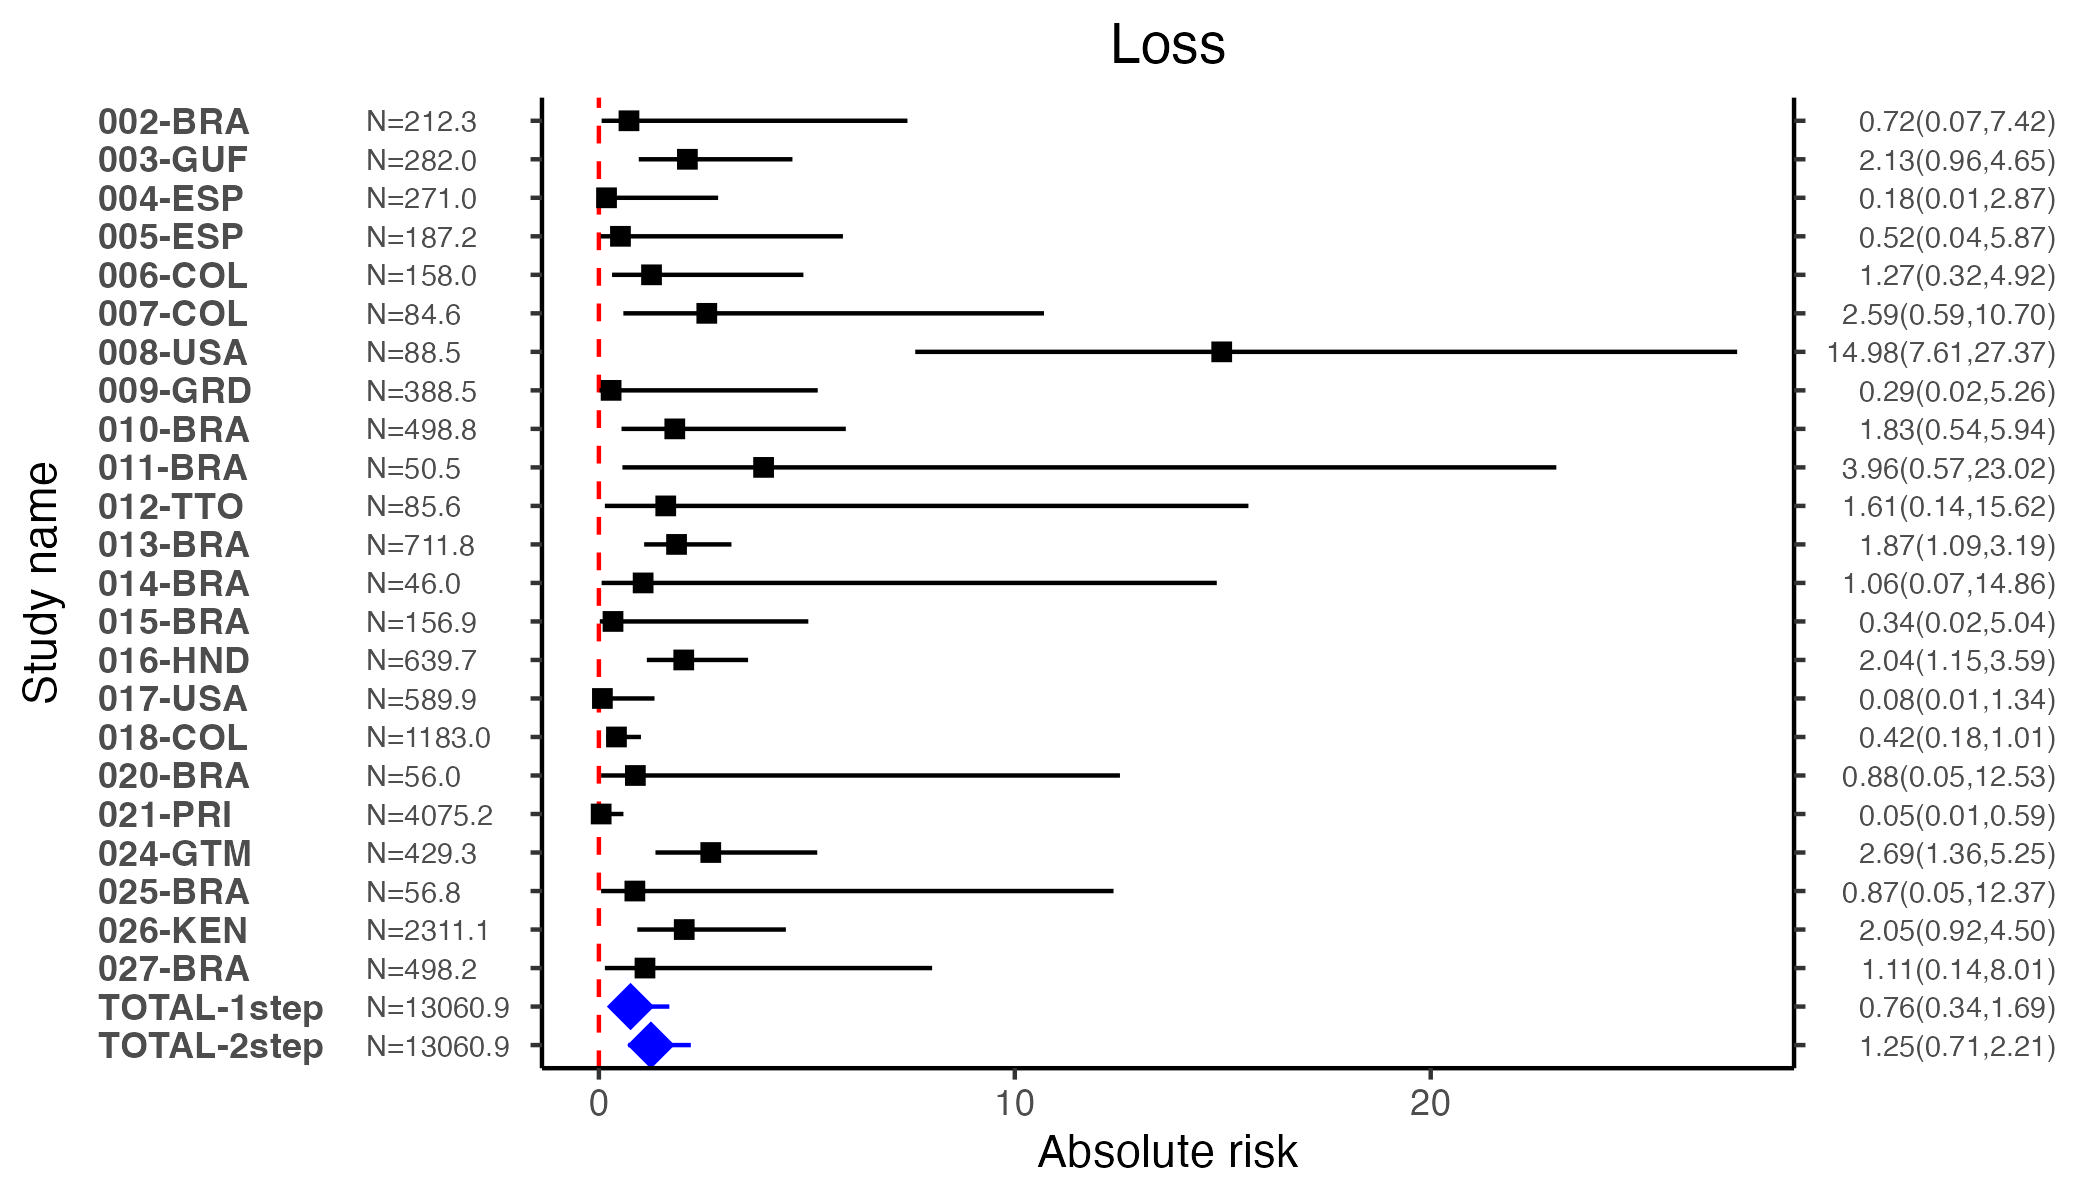 Loss
002-BRA N=212.3 0.72(0.07,7.42)
003-GUF N=282.0 2.13(0.96,4.65)
004-ESP N=271.0 0.18(0.01,2.87)
005-ESP N=187.2 0.52(0.04,5.87)
006-COL N=158.0 1.27(0.32,4.92)
007-COL N=84.6 2.59(0.59,10.70)
008-USA N=88.5 14.98(7.61,27.37)
009-GRD N=388.5 0.29(0.02,5.26)
010-BRA N=498.8 1.83(0.54,5.94)
011-BRA N=50.5 3.96(0.57,23.02)
012-TTO N=85.6 1.61(0.14,15.62)
013-BRA N=711.8 1.87(1.09,3.19)
014-BRA N=46.0 1.06(0.07,14.86)
015-BRA N=156.9 0.34(0.02,5.04)
016-HND N=639.7 2.04(1.15,3.59)
017-USA N=589.9 0.08(0.01,1.34)
018-COL N=1183.0 0.42(0.18,1.01)
020-BRA N=56.0 0.88(0.05,12.53)
021-PRI N=4075.2 0.05(0.01,0.59)
024-GTM N=429.3 2.69(1.36,5.25)
025-BRA N=56.8 0.87(0.05,12.37)
026-KEN N=2311.1 2.05(0.92,4.50)
027-BRA N=498.2 1.11(0.14,8.01)
TOTAL-1step N=13060.9 0.76(0.34,1.69)
TOTAL-2step N=13060.9 1.25(0.71,2.21)
Study name
0 10 20
Absolute risk